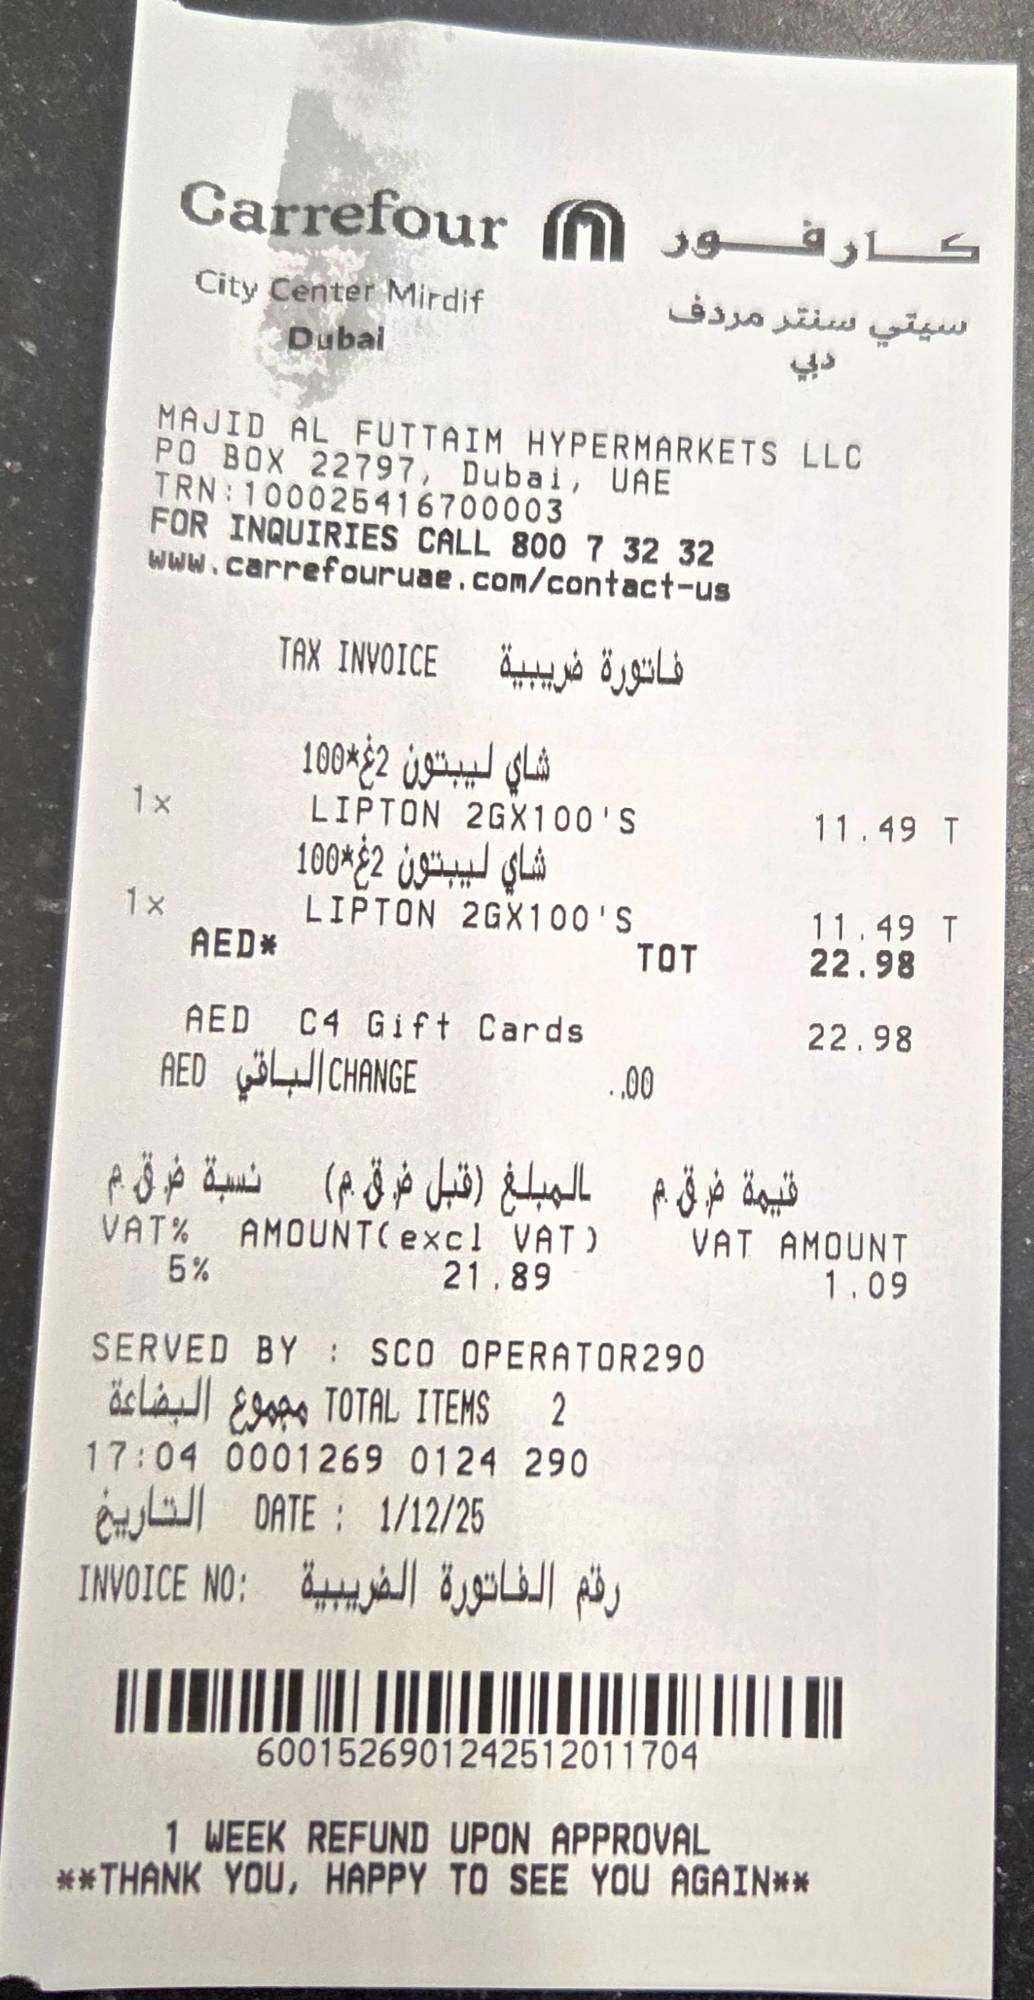 Carrefour كارفور
City Center Mirdif سيتي سنتر مردف
Dubai دبي
MAJID AL FUTTAIM HYPERMARKETS LLC
PO BOX 22797, Dubai, UAE
TRN:100025416700003
FOR INQUIRIES CALL 800 7 32 32
www.carrefouruae.com/contact-us
TAX INVOICE فاتورة ضريبية
شاي ليبتون 2غ*100
1x LIPTON 2GX100'S 11.49 T
شاي ليبتون 2غ*100
1x LIPTON 2GX100'S 11.49 T
AED* TOT 22.98
AED C4 Gift Cards 22.98
AED الباقي CHANGE ..00
نسبة ض.ق.م المبلغ (قبل ض.ق.م) قيمة ض.ق.م
VAT% AMOUNT(excl VAT) VAT AMOUNT
5% 21.89 1.09
SERVED BY : SCO OPERATOR290
مجموع البضاعة TOTAL ITEMS 2
17:04 0001269 0124 290
التاريخ DATE : 1/12/25
INVOICE NO: رقم الفاتورة الضريبية
6001526901242512011704
1 WEEK REFUND UPON APPROVAL
**THANK YOU, HAPPY TO SEE YOU AGAIN**